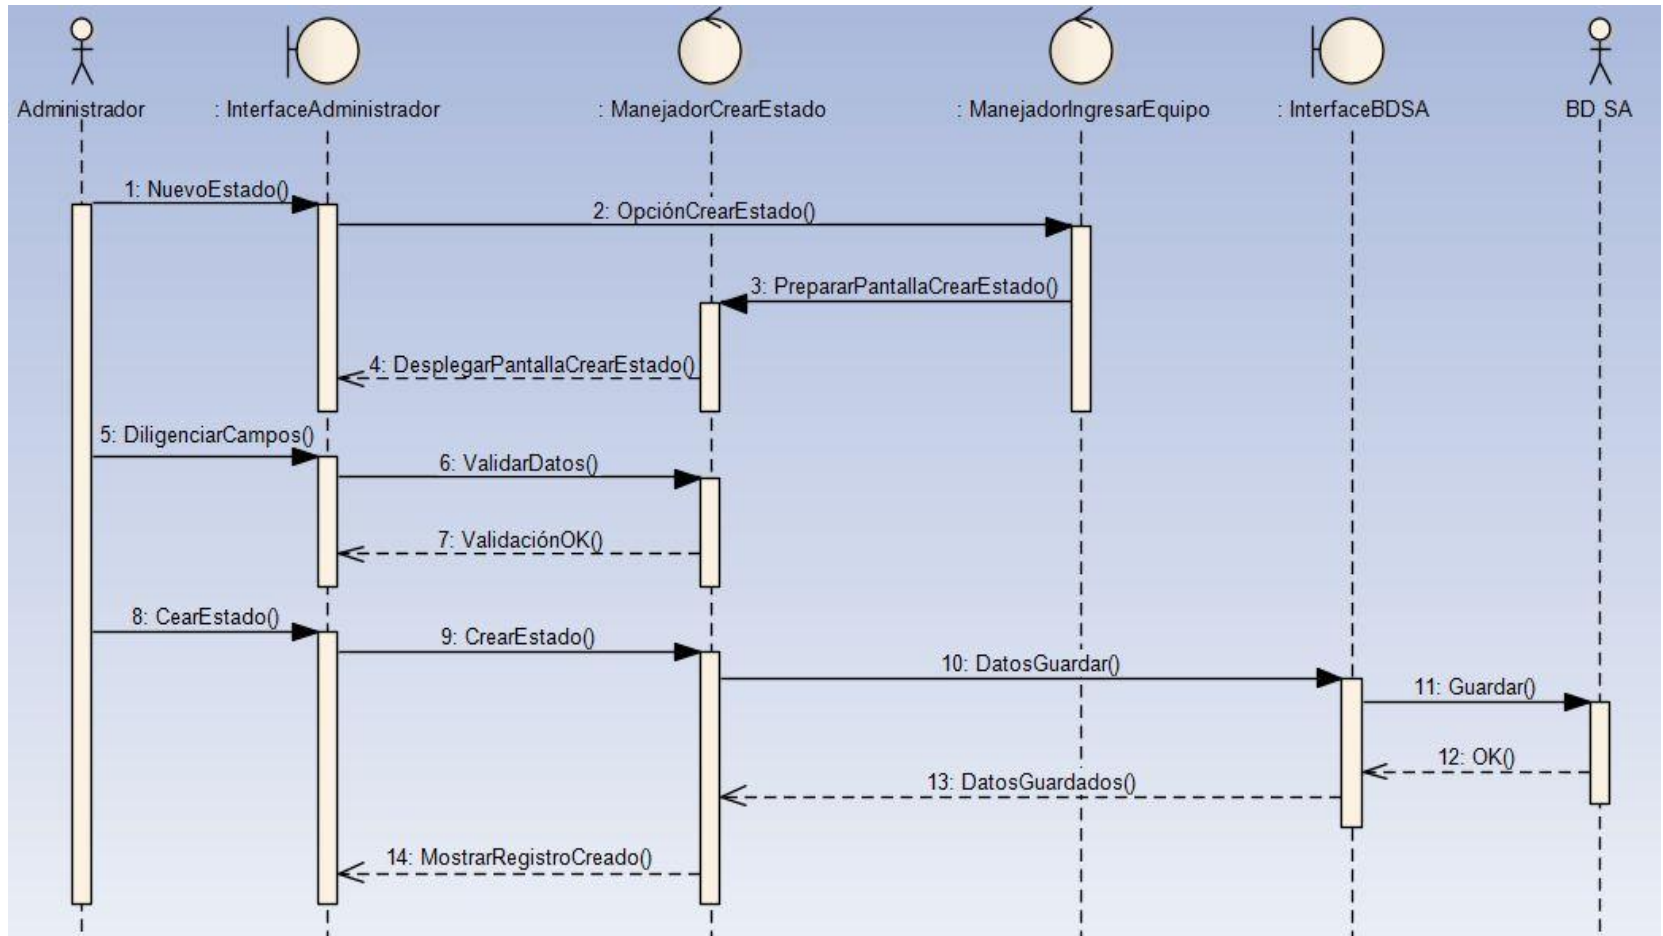 Administrador
: InterfaceAdministrador
: ManejadorCrearEstado
: ManejadorIngresarEquipo
: InterfaceBDSA
BD SA
1: NuevoEstado()
2: OpciónCrearEstado()
3: PrepararPantallaCrearEstado()
4: DesplegarPantallaCrearEstado()
5: DiligenciarCampos()
6: ValidarDatos()
7: ValidaciónOK()
8: CearEstado()
9: CrearEstado()
10: DatosGuardar()
11: Guardar()
12: OK()
13: DatosGuardados()
14: MostrarRegistroCreado()